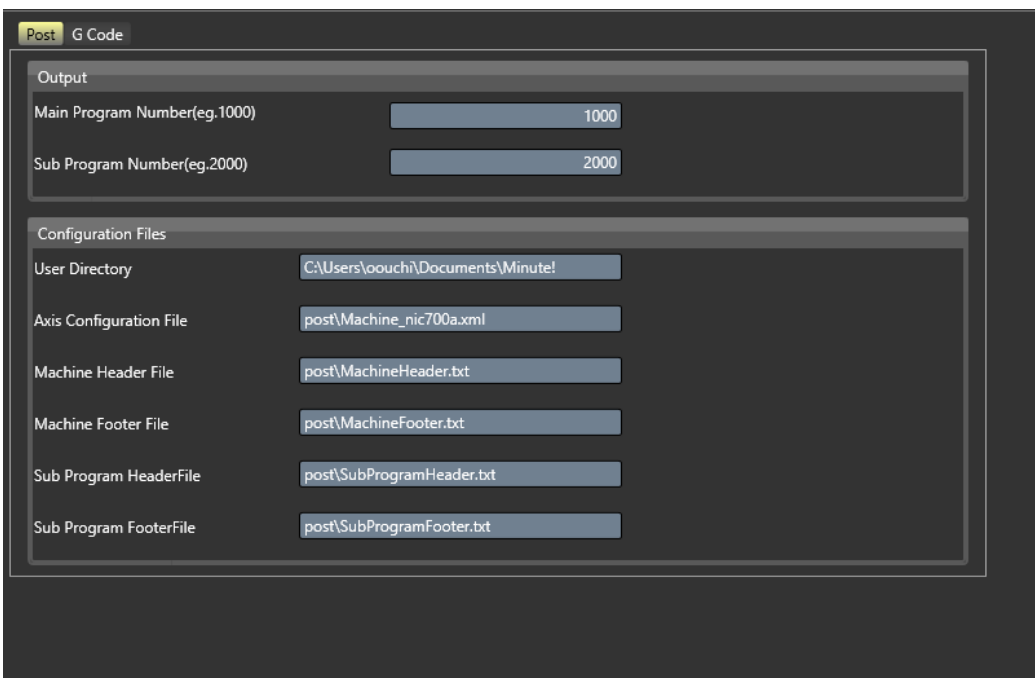 Post G Code
Output
Main Program Number(eg.1000) 1000
Sub Program Number(eg.2000) 2000
Configuration Files
User Directory C:\Users\oouchi\Documents\Minute!
Axis Configuration File post\Machine_nic700a.xml
Machine Header File post\MachineHeader.txt
Machine Footer File post\MachineFooter.txt
Sub Program HeaderFile post\SubProgramHeader.txt
Sub Program FooterFile post\SubProgramFooter.txt